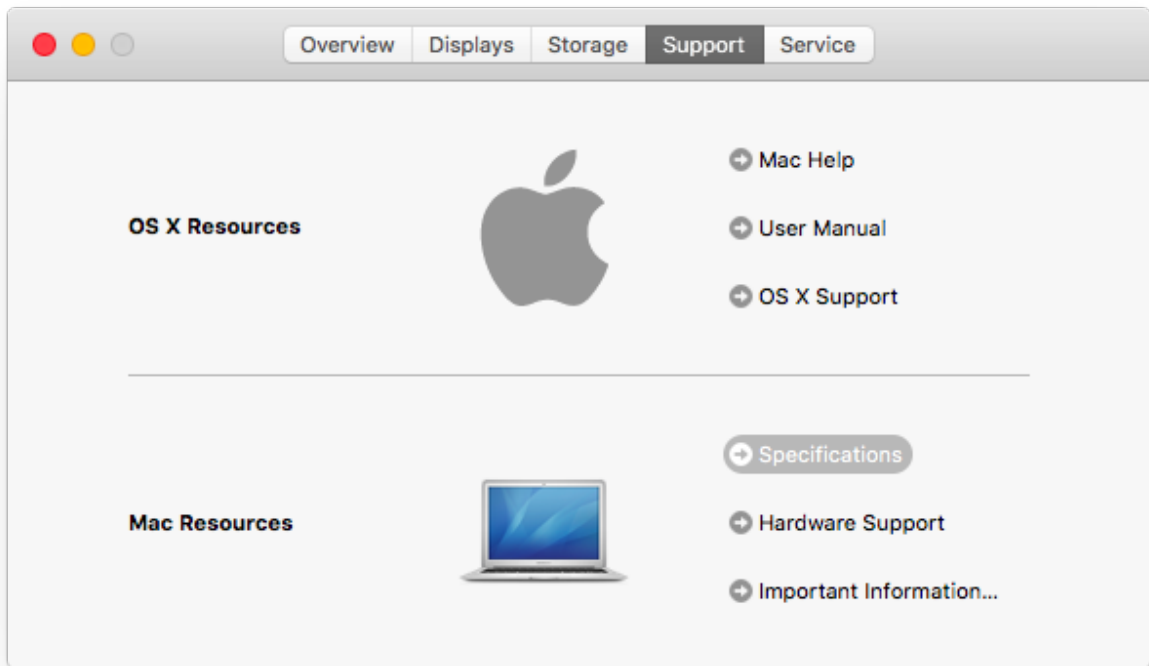 Overview Displays Storage Support Service
Mac Help
OS X Resources
User Manual
OS X Support
Specifications
Mac Resources
Hardware Support
Important Information...